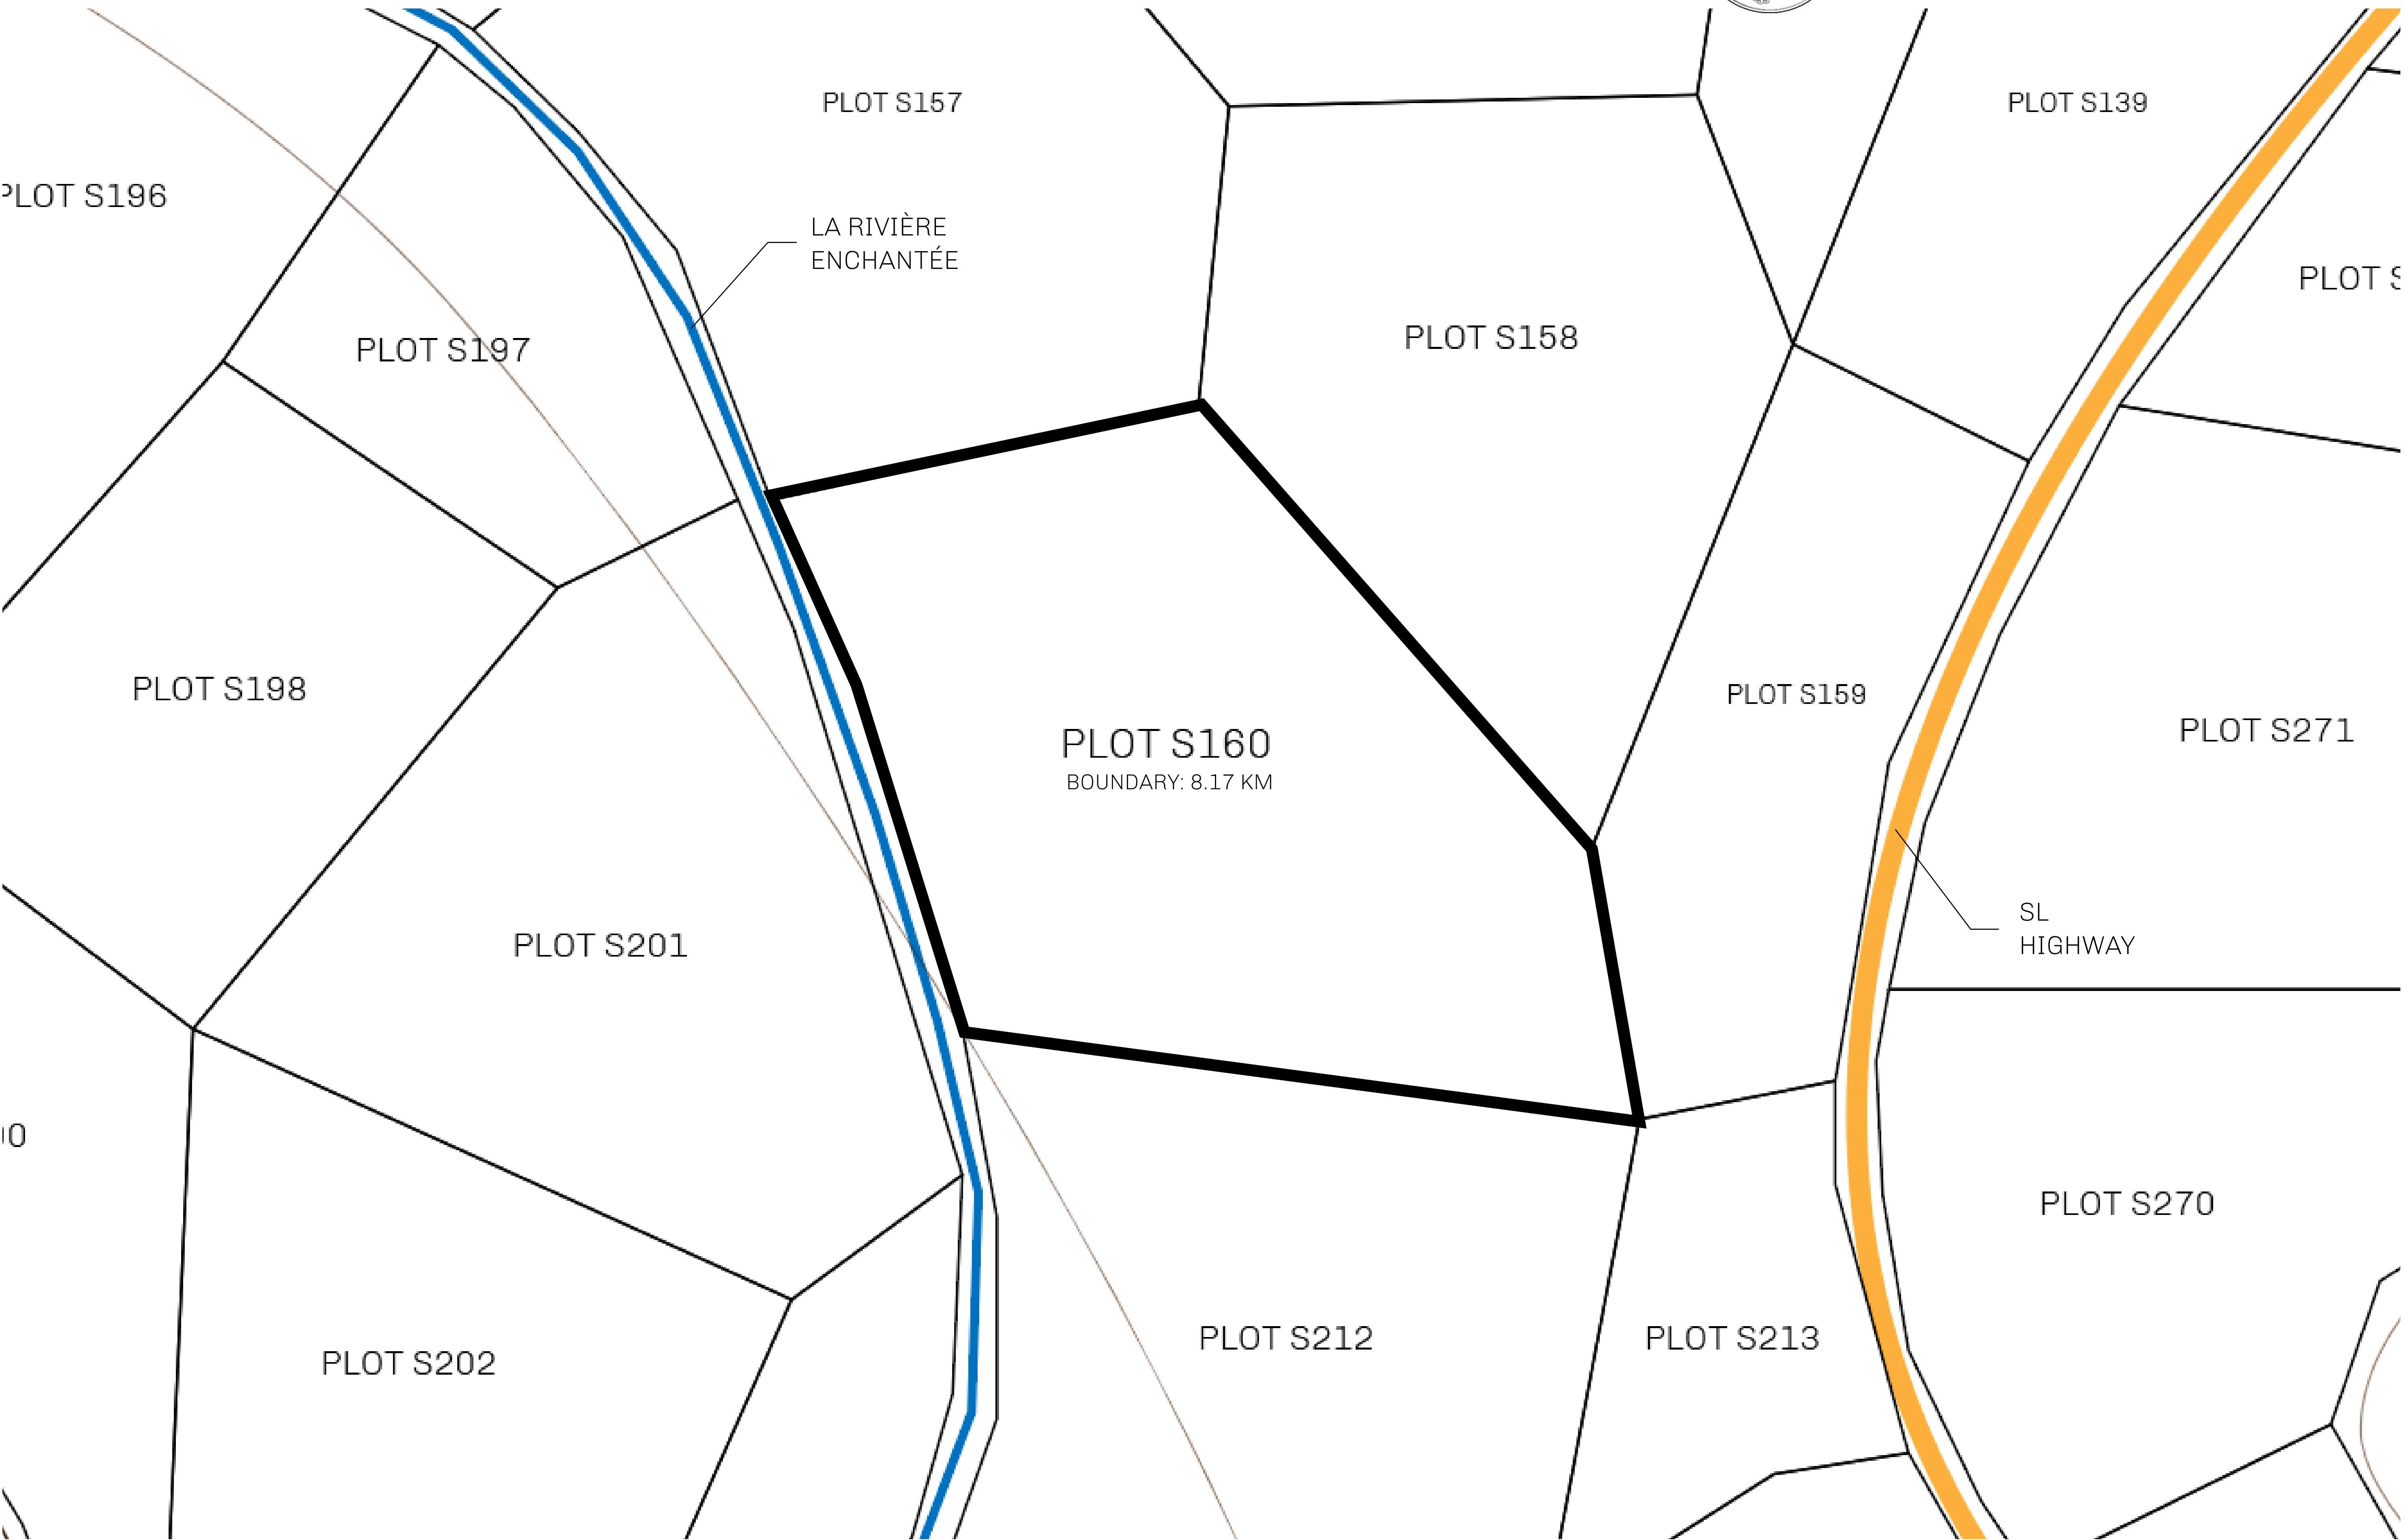 PLOT S157
PLOT S139
PLOT S196
LA RIVIÈRE
ENCHANTÉE
PLOT S
PLOT S158
PLOT S197
PLOT S198
PLOT S159
PLOT S271
PLOT S160
BOUNDARY: 8.17 KM
SL
HIGHWAY
PLOT S201
PLOT S270
PLOT S212
PLOT S213
PLOT S202